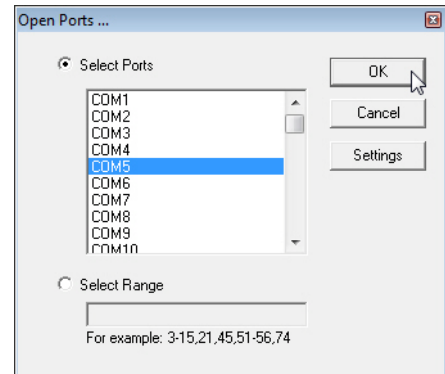 Open Ports ...
Select Ports
OK
COM1
COM2
COM3
COM4
COM5
COM6
COM7
COM8
COM9
COM10
Cancel
Settings
Select Range
For example: 3-15,21,45,51-56,74